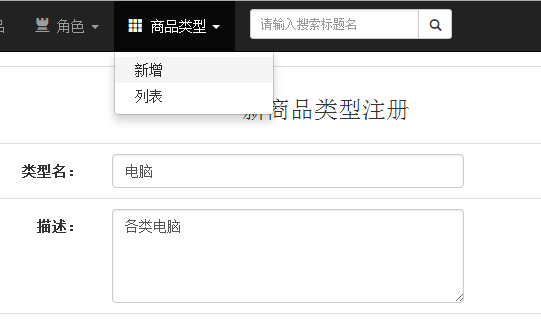 角色 商品类型 请输入搜索标题名
新增
列表
新商品类型注册
类型名： 电脑
描述： 各类电脑